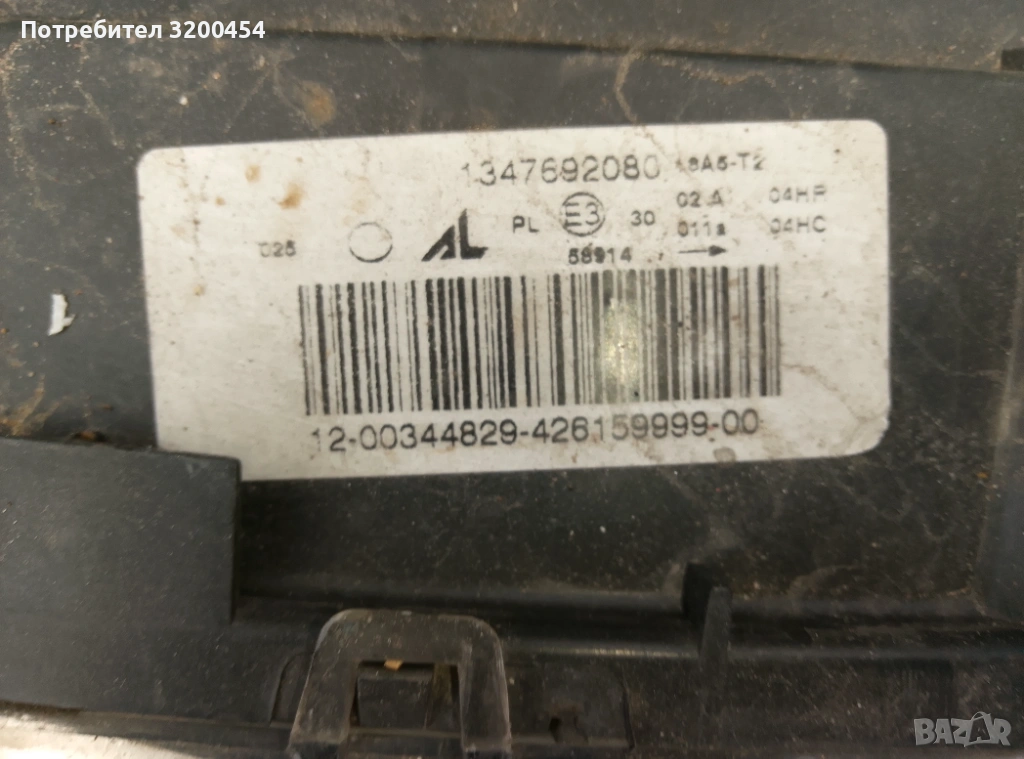 Потребител 3200454
1347692080 18A5-T2
02 A 04HR
025 AL PL E3 30 011a 04HC
58914
12-00344829-426159999-00
BAZAR